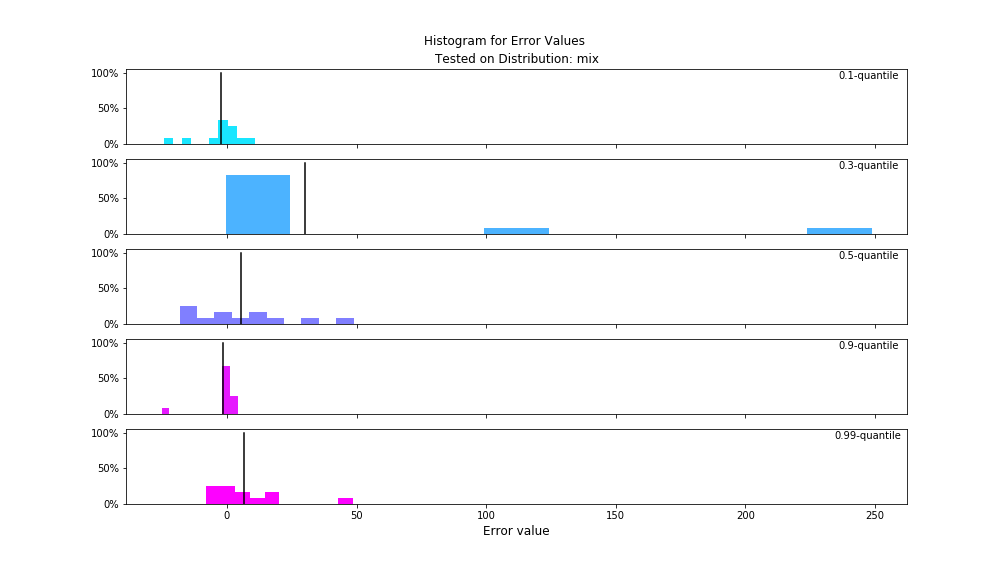 Histogram for Error Values
Tested on Distribution: mix
100%
0.1-quantile
50%
0%
100%
0.3-quantile
50%
0%
100%
0.5-quantile
50%
0%
100%
0.9-quantile
50%
0%
100%
0.99-quantile
50%
0%
0 50 100 150 200 250
Error value